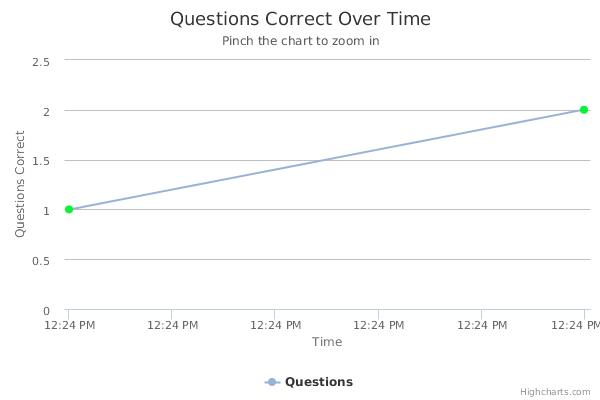 Questions Correct Over Time
Pinch the chart to zoom in
2.5
2
1.5
1
0.5
0
Questions Correct
12:24 PM 12:24 PM 12:24 PM 12:24 PM 12:24 PM 12:24 PM
Time
Questions
Highcharts.com